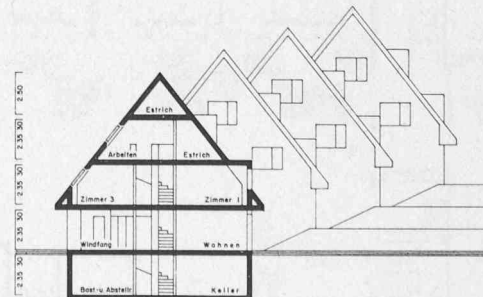 Estrich
Arbeiten Estrich
Zimmer 3 Zimmer 1
Windfang Wohnen
Bast-u. Abstellr. Keller
2.50
30
2.35
30
2.35
30
2.35
30
2.35